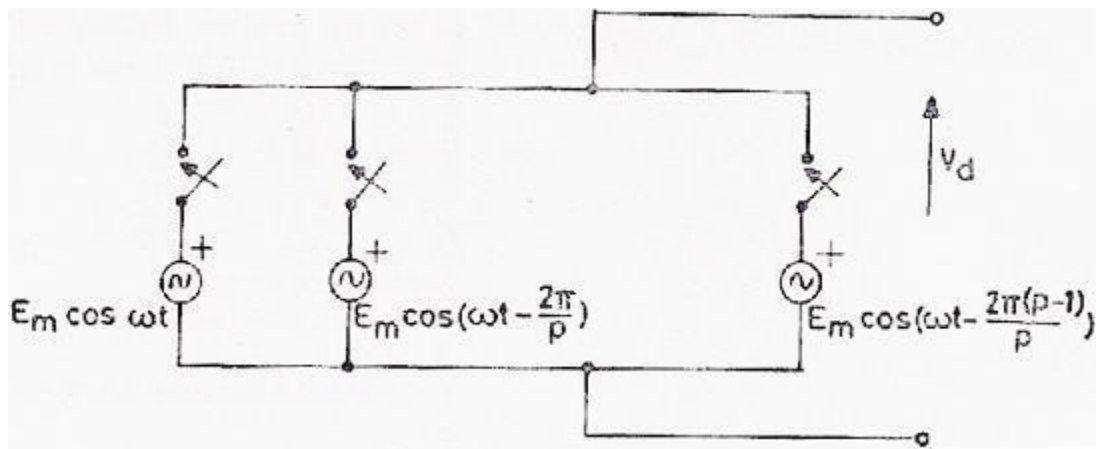 V_d
+
+
+
E_m cos ωt
E_m cos(ωt - 2π/p)
E_m cos(ωt - 2π(p-1)/p)